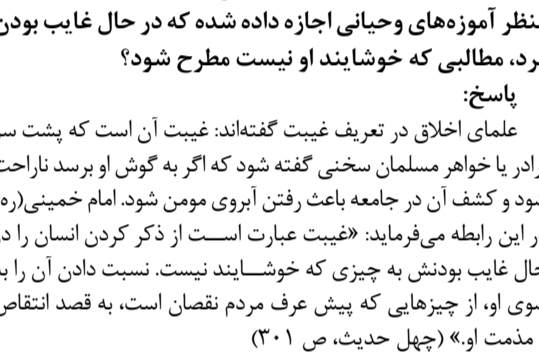 نظر آموزه‌های وحیانی اجازه داده شده که در حال غایب بودن
رد، مطالبی که خوشایند او نیست مطرح شود؟
پاسخ:
علمای اخلاق در تعریف غیبت گفته‌اند: غیبت آن است که پشت سر
رادر یا خواهر مسلمان سخنی گفته شود که اگر به گوش او برسد ناراحت
شود و کشف آن در جامعه باعث رفتن آبروی مومن شود. امام خمینی(ره
ر این رابطه می‌فرماید: «غیبت عبارت است از ذکر کردن انسان را در
حال غایب بودنش به چیزی که خوشایند نیست. نسبت دادن آن را به
سوی او، از چیزهایی که پیش عرف مردم نقصان است، به قصد انتقاص
مذمت او.» (چهل حدیث، ص ۳۰۱)